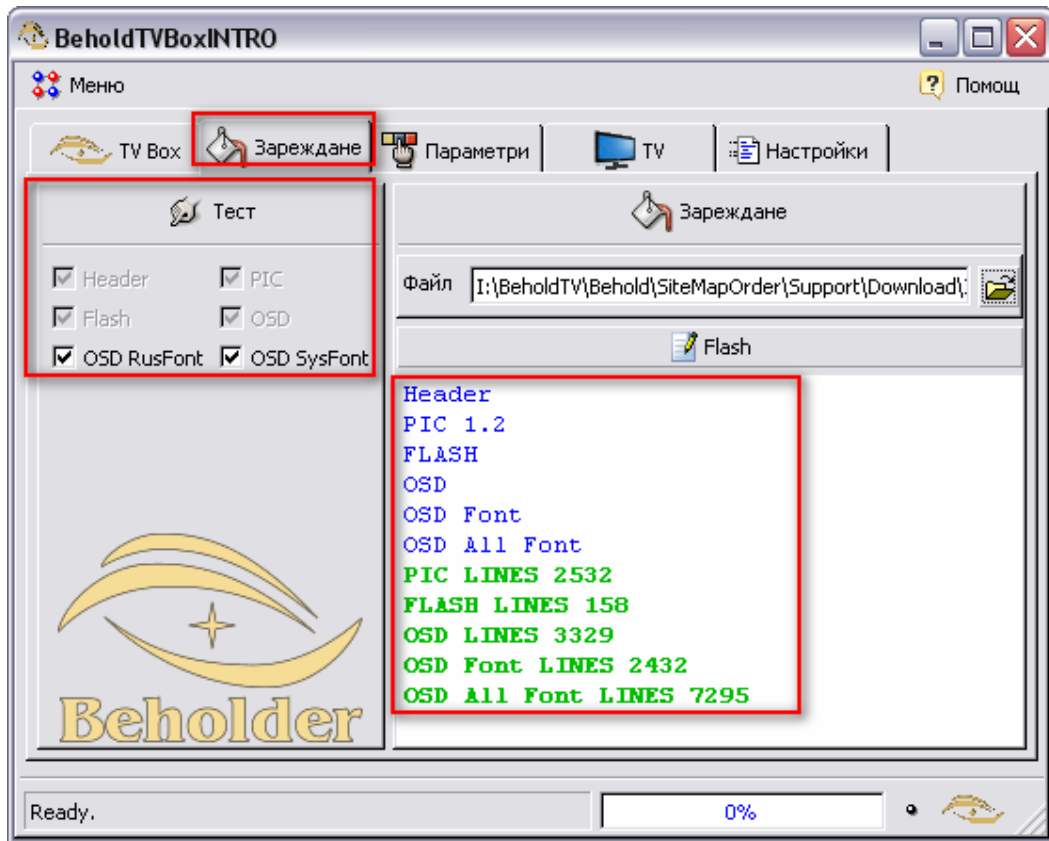 BeholdTVBoxINTRO
Меню Помощ
TV Box Зареждане Параметри TV Настройки
Тест
Header PIC
Flash OSD
OSD RusFont OSD SysFont
Beholder
Зареждане
Файл I:\BeholdTV\Behold\SiteMapOrder\Support\Download\
Flash
Header
PIC 1.2
FLASH
OSD
OSD Font
OSD All Font
PIC LINES 2532
FLASH LINES 158
OSD LINES 3329
OSD Font LINES 2432
OSD All Font LINES 7295
Ready. 0%